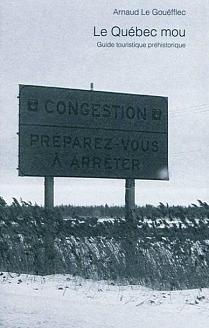 Arnaud Le Gouëfflec
Le Québec mou
Guide touristique préhistorique
CONGESTION
PRÉPAREZ-VOUS
À ARRÊTER